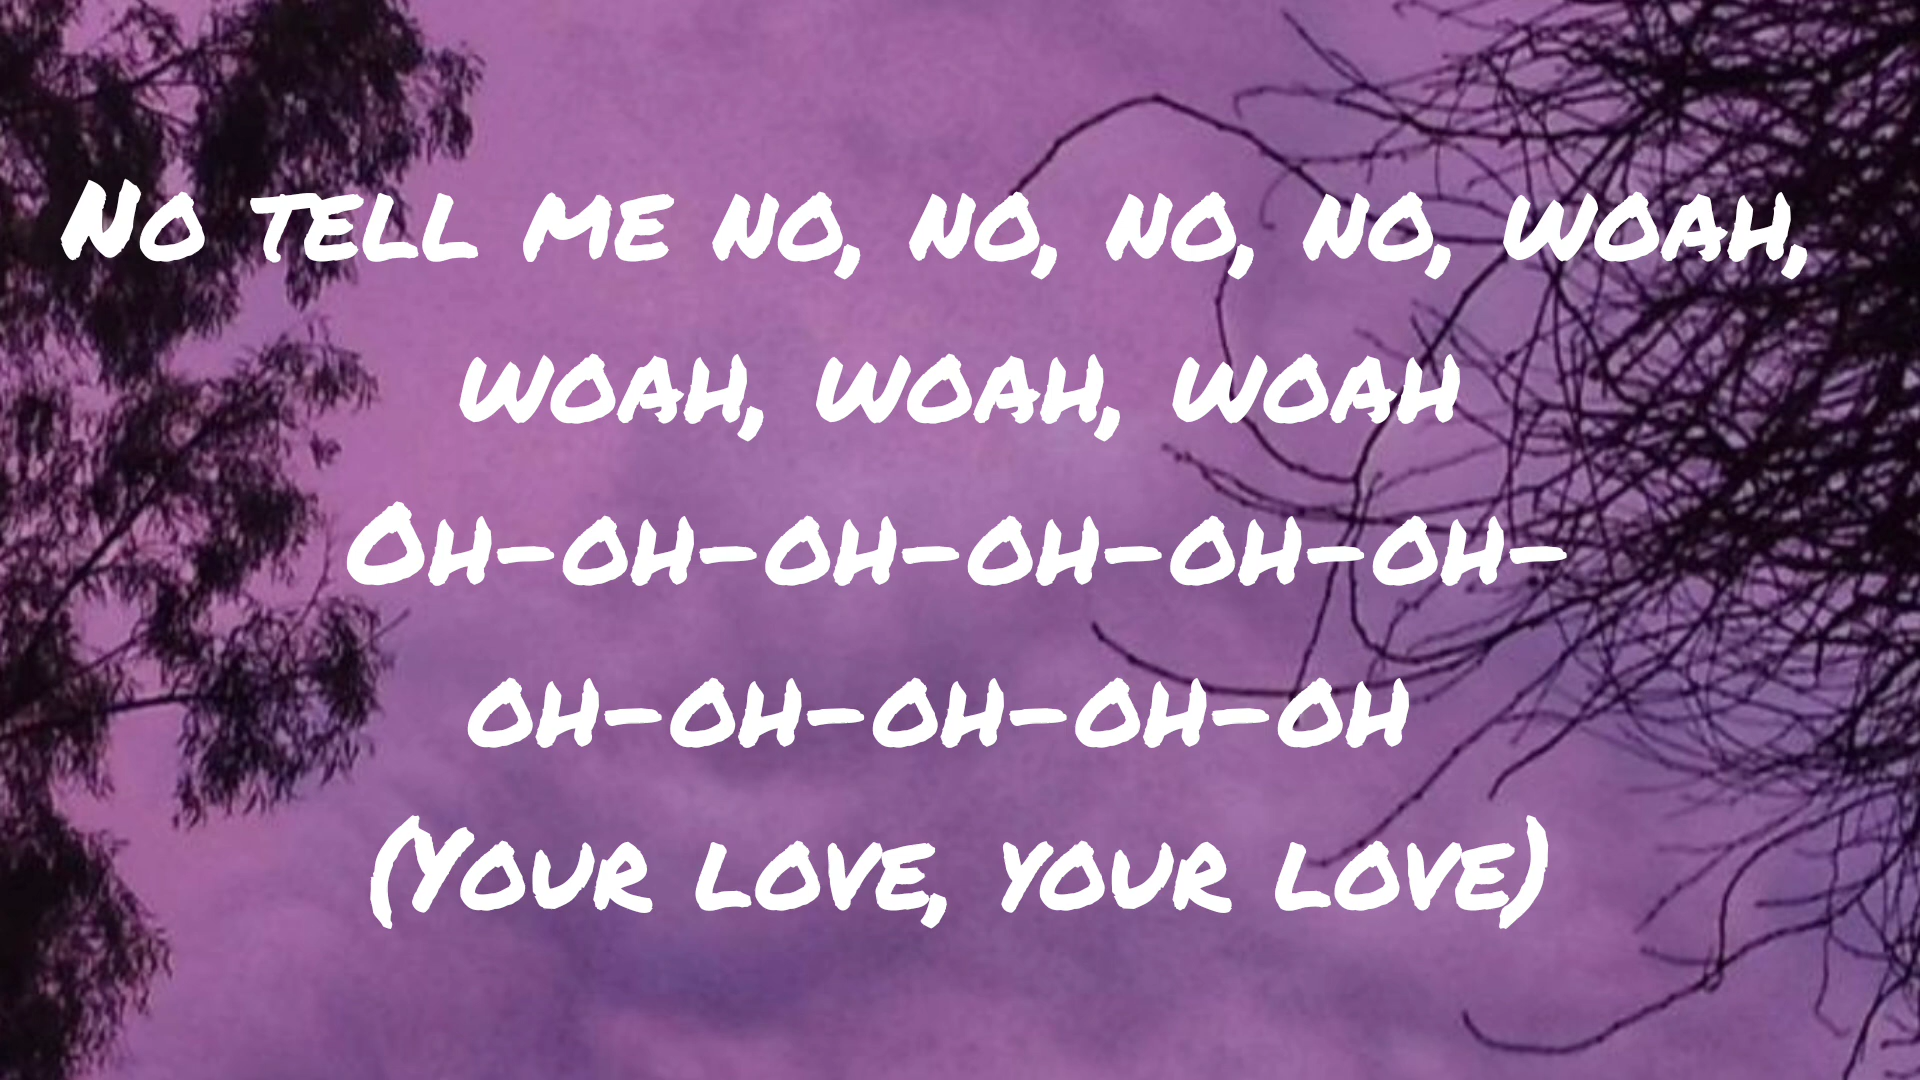 No tell me no, no, no, no, woah,
woah, woah, woah
Oh-oh-oh-oh-oh-oh-
oh-oh-oh-oh-oh
(Your love, your love)